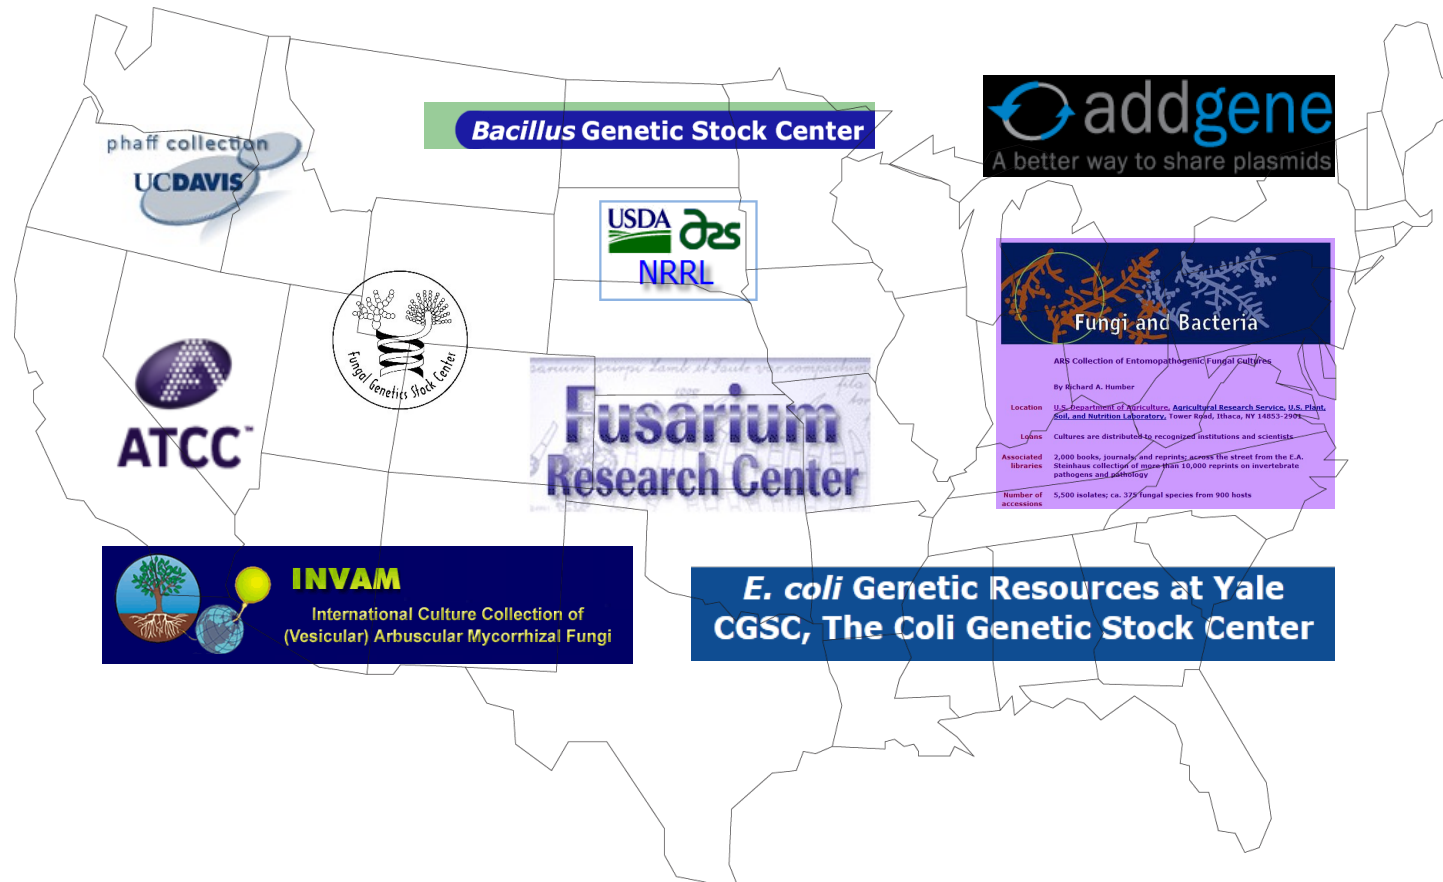 phaff collection
UCDAVIS
Bacillus Genetic Stock Center
addgene
A better way to share plasmids
USDA ars
NRRL
Fungal Genetics Stock Center
ATCC™
Fusarium
Research Center
Fungi and Bacteria
ARS Collection of Entomopathogenic Fungal Cultures
By Richard A. Humber
Location U.S. Department of Agriculture, Agricultural Research Service, U.S. Plant,
Soil, and Nutrition Laboratory, Tower Road, Ithaca, NY 14853-2901
Loans Cultures are distributed to recognized institutions and scientists
Associated 2,000 books, journals, and reprints; across the street from the E.A.
libraries Steinhaus collection of more than 10,000 reprints on invertebrate
pathogens and pathology
Number of 5,500 isolates; ca. 375 fungal species from 900 hosts
accessions
INVAM
International Culture Collection of
(Vesicular) Arbuscular Mycorrhizal Fungi
E. coli Genetic Resources at Yale
CGSC, The Coli Genetic Stock Center